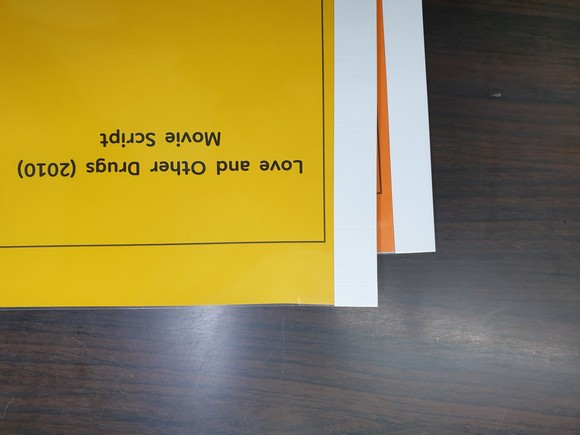 Love and Other Drugs (2010)
Movie Script